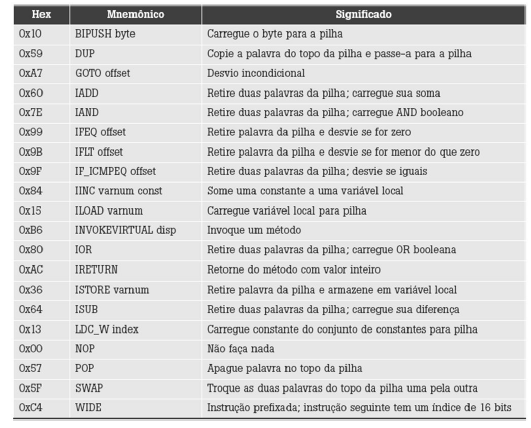 Hex Mnemônico Significado
0x10 BIPUSH byte Carregue o byte para a pilha
0x59 DUP Copie a palavra do topo da pilha e passe-a para a pilha
0xA7 GOTO offset Desvio incondicional
0x60 IADD Retire duas palavras da pilha; carregue sua soma
0x7E IAND Retire duas palavras da pilha; carregue AND booleano
0x99 IFEQ offset Retire palavra da pilha e desvie se for zero
0x9B IFLT offset Retire palavra da pilha e desvie se for menor do que zero
0x9F IF_ICMPEQ offset Retire duas palavras da pilha; desvie se iguais
0x84 IINC varnum const Some uma constante a uma variável local
0x15 ILOAD varnum Carregue variável local para pilha
0xB6 INVOKEVIRTUAL disp Invoque um método
0x80 IOR Retire duas palavras da pilha; carregue OR booleana
0xAC IRETURN Retorne do método com valor inteiro
0x36 ISTORE varnum Retire palavra da pilha e armazene em variável local
0x64 ISUB Retire duas palavras da pilha; carregue sua diferença
0x13 LDC_W index Carregue constante do conjunto de constantes para pilha
0x00 NOP Não faça nada
0x57 POP Apague palavra no topo da pilha
0x5F SWAP Troque as duas palavras do topo da pilha uma pela outra
0xC4 WIDE Instrução prefixada; instrução seguinte tem um índice de 16 bits